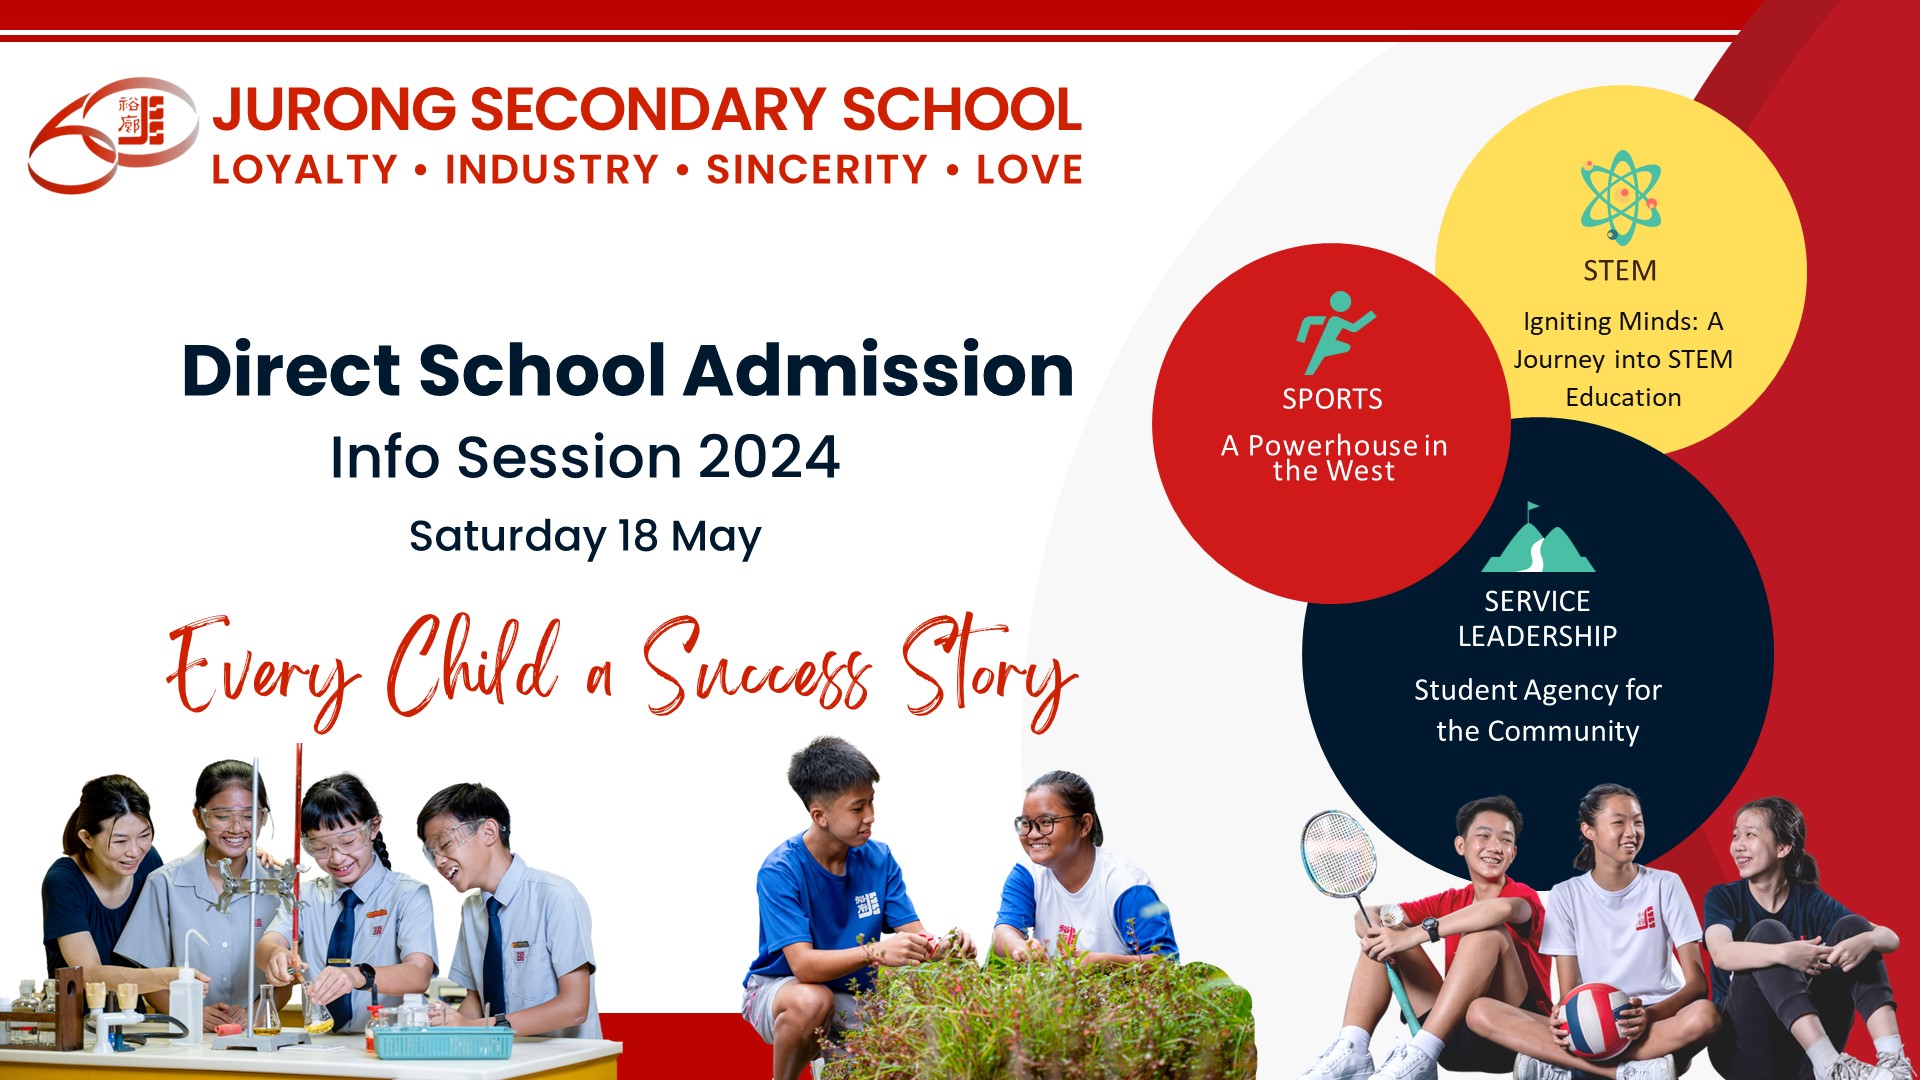 裕
廊
JURONG SECONDARY SCHOOL
LOYALTY • INDUSTRY • SINCERITY • LOVE
Direct School Admission
Info Session 2024
Saturday 18 May
Every Child a Success Story
STEM
Igniting Minds: A
Journey into STEM
Education
SPORTS
A Powerhouse in
the West
SERVICE
LEADERSHIP
Student Agency for
the Community